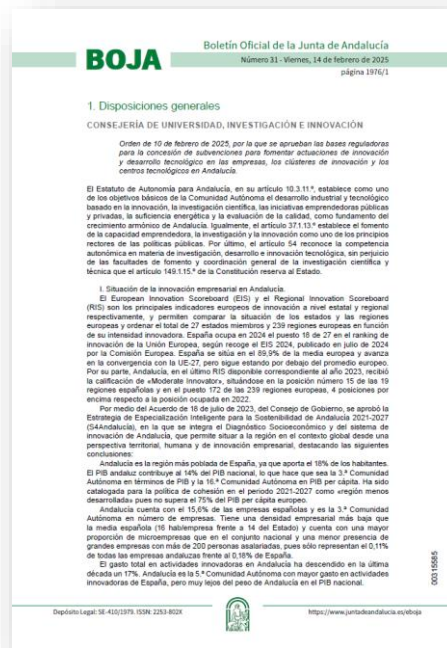 BOJA
Boletín Oficial de la Junta de Andalucía
Número 31 - Viernes, 14 de febrero de 2025
página 1976/1
1. Disposiciones generales
CONSEJERÍA DE UNIVERSIDAD, INVESTIGACIÓN E INNOVACIÓN
Orden de 10 de febrero de 2025, por la que se aprueban las bases reguladoras
para la concesión de subvenciones para fomentar actuaciones de innovación
y desarrollo tecnológico en las empresas, los clústeres de innovación y los
centros tecnológicos en Andalucía.
El Estatuto de Autonomía para Andalucía, en su artículo 10.3.11.º, establece como uno
de los objetivos básicos de la Comunidad Autónoma el desarrollo industrial y tecnológico
basado en la innovación, la investigación científica, las iniciativas emprendedoras públicas
y privadas, la suficiencia energética y la evaluación de la calidad, como fundamento del
crecimiento armónico de Andalucía. Igualmente, el artículo 37.1.13.º establece el fomento
de la capacidad emprendedora, la investigación y la innovación como uno de los principios
rectores de las políticas públicas. Por último, el artículo 54 reconoce la competencia
autonómica en materia de investigación, desarrollo e innovación tecnológica, sin perjuicio
de las facultades de fomento y coordinación general de la investigación científica y
técnica que el artículo 149.1.15.ª de la Constitución reserva al Estado.
I. Situación de la innovación empresarial en Andalucía.
El European Innovation Scoreboard (EIS) y el Regional Innovation Scoreboard
(RIS) son los principales indicadores europeos de innovación a nivel estatal y regional
respectivamente, y permiten comparar la situación de los estados y las regiones
europeas y ordenar el total de 27 estados miembros y 239 regiones europeas en función
de su intensidad innovadora. España ocupa en 2024 el puesto 16 de 27 en el ranking de
innovación de la Unión Europea, según recoge el EIS 2024, publicado en julio de 2024
por la Comisión Europea. España se sitúa en el 89,9% de la media europea y avanza
en la convergencia con la UE-27, pero sigue estando por debajo del promedio europeo.
Por su parte, Andalucía, en el último RIS disponible correspondiente al año 2023, recibió
la calificación de «Moderate Innovator», situándose en la posición número 15 de las 19
regiones españolas y en el puesto 172 de las 239 regiones europeas, 4 posiciones por
encima respecto a la posición ocupada en 2022.
Por medio del Acuerdo de 18 de julio de 2023, del Consejo de Gobierno, se aprobó la
Estrategia de Especialización Inteligente para la Sostenibilidad de Andalucía 2021-2027
(S4Andalucía), en la que se integra el Diagnóstico Socioeconómico y del sistema de
innovación de Andalucía, que permite situar a la región en el contexto global desde una
perspectiva territorial, humana y de innovación empresarial, destacando las siguientes
conclusiones:
Andalucía es la región más poblada de España, ya que aporta el 18% de los habitantes.
El PIB andaluz contribuye al 14% del PIB nacional, lo que hace que sea la 3.ª Comunidad
Autónoma en términos de PIB y la 16.ª Comunidad Autónoma en PIB per cápita. Ha sido
catalogada para la política de cohesión en el periodo 2021-2027 como «región menos
desarrollada» pues no supera el 75% del PIB per cápita europeo.
Andalucía cuenta con el 15,6% de las empresas españolas y es la 3.ª Comunidad
Autónoma en número de empresas. Tiene una densidad empresarial más baja que
la media española (16 hab/empresa frente a 14 del Estado) y cuenta con una mayor
proporción de microempresas que en el conjunto nacional y una menor presencia de
grandes empresas con más de 200 personas asalariadas, pues sólo representan el 0,11%
de todas las empresas andaluzas frente al 0,18% de España.
El gasto total en actividades innovadoras en Andalucía ha descendido en la última
década un 17%. Andalucía es la 5.ª Comunidad Autónoma con mayor gasto en actividades
innovadoras de España, pero muy lejos del peso de Andalucía en el PIB nacional.
00315585
Depósito Legal: SE-410/1979. ISSN: 2253-802X
https://www.juntadeandalucia.es/eboja